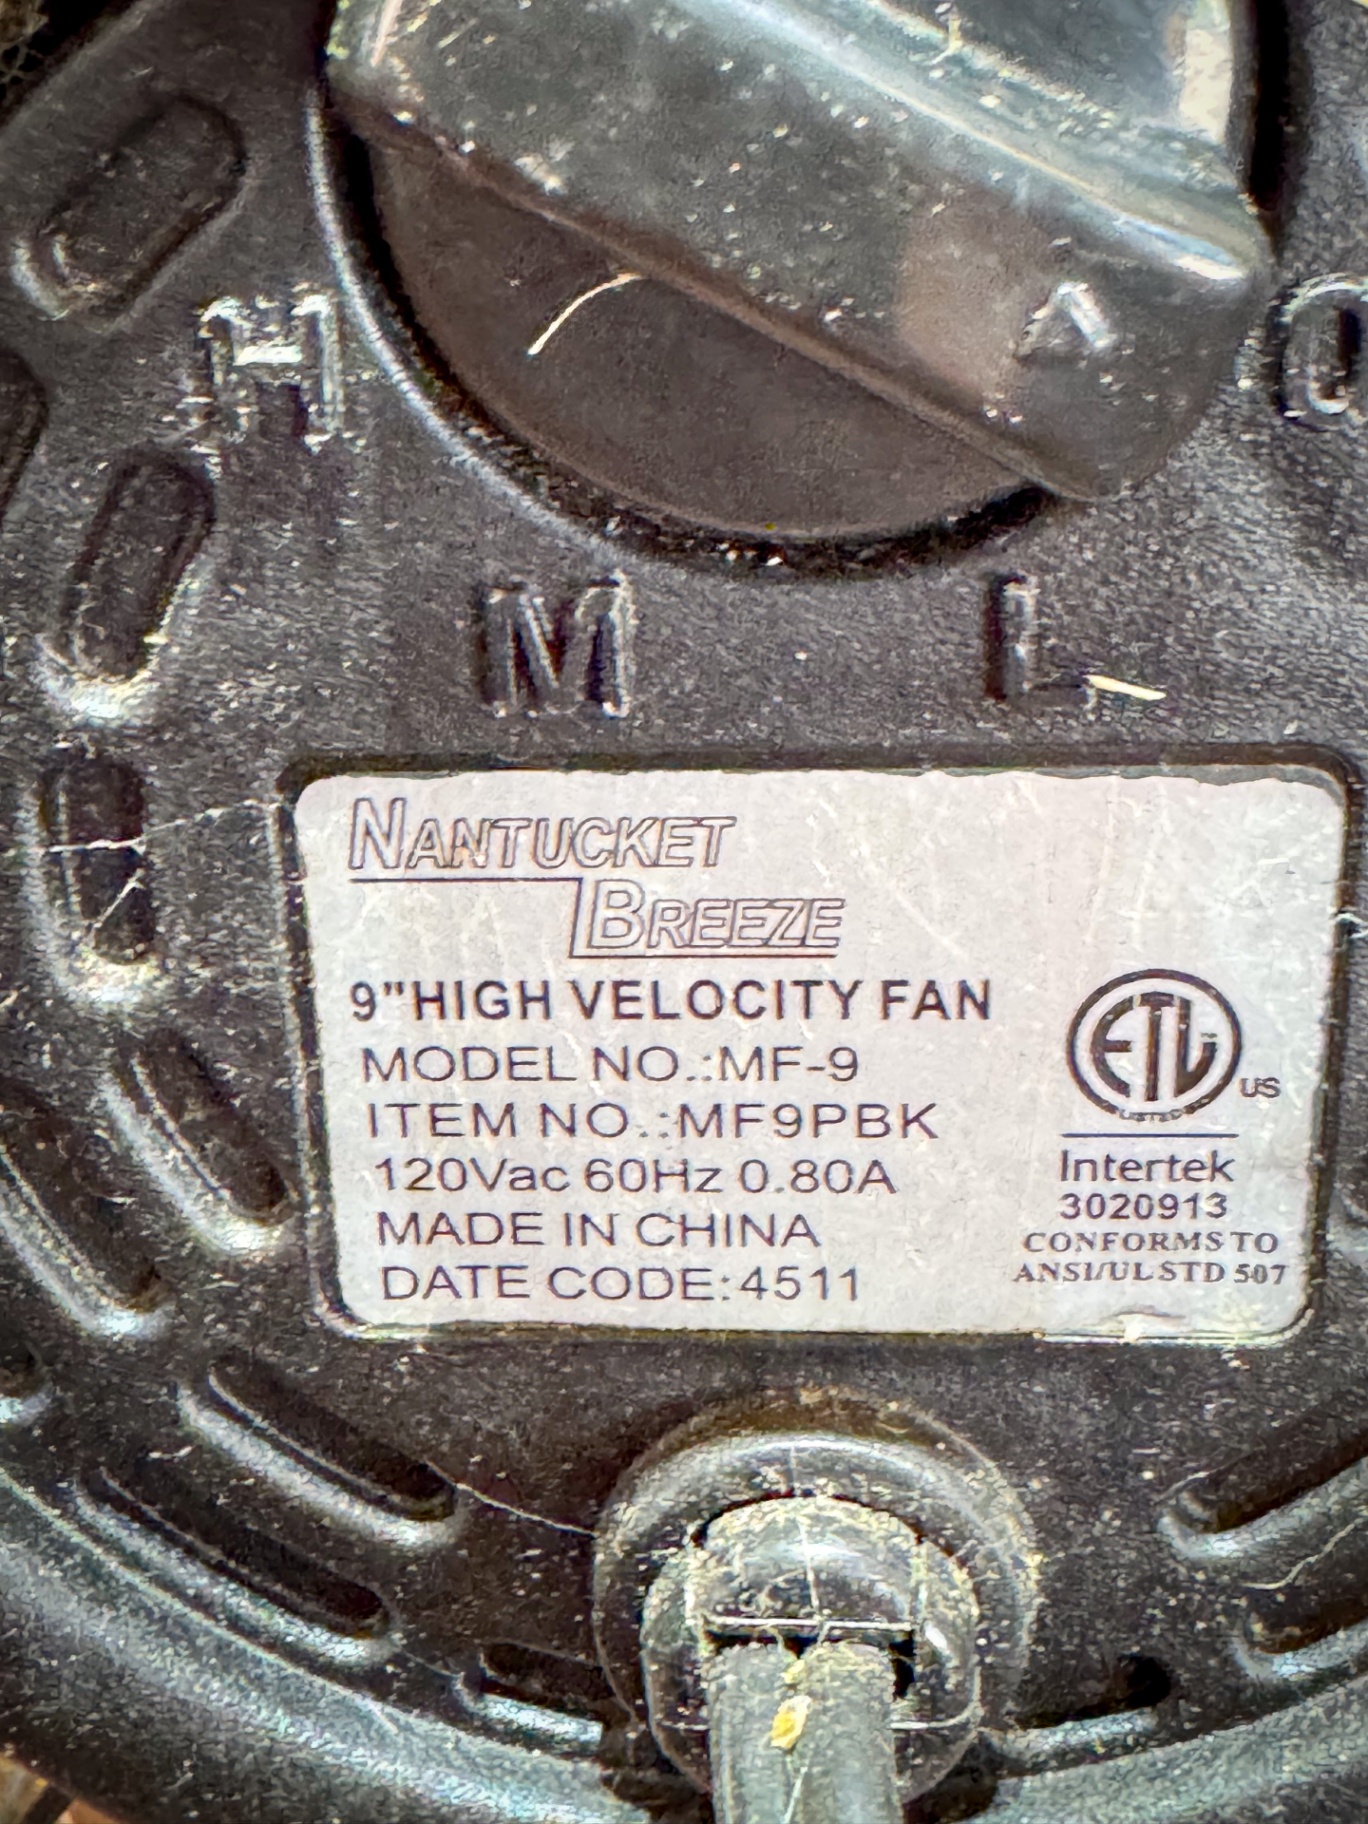 H
O
M
L
NANTUCKET
BREEZE
9"HIGH VELOCITY FAN
MODEL NO.:MF-9
ITEM NO.:MF9PBK
120Vac 60Hz 0.80A
MADE IN CHINA
DATE CODE:4511
ETL
LISTED
US
Intertek
3020913
CONFORMS TO
ANSI/UL STD 507